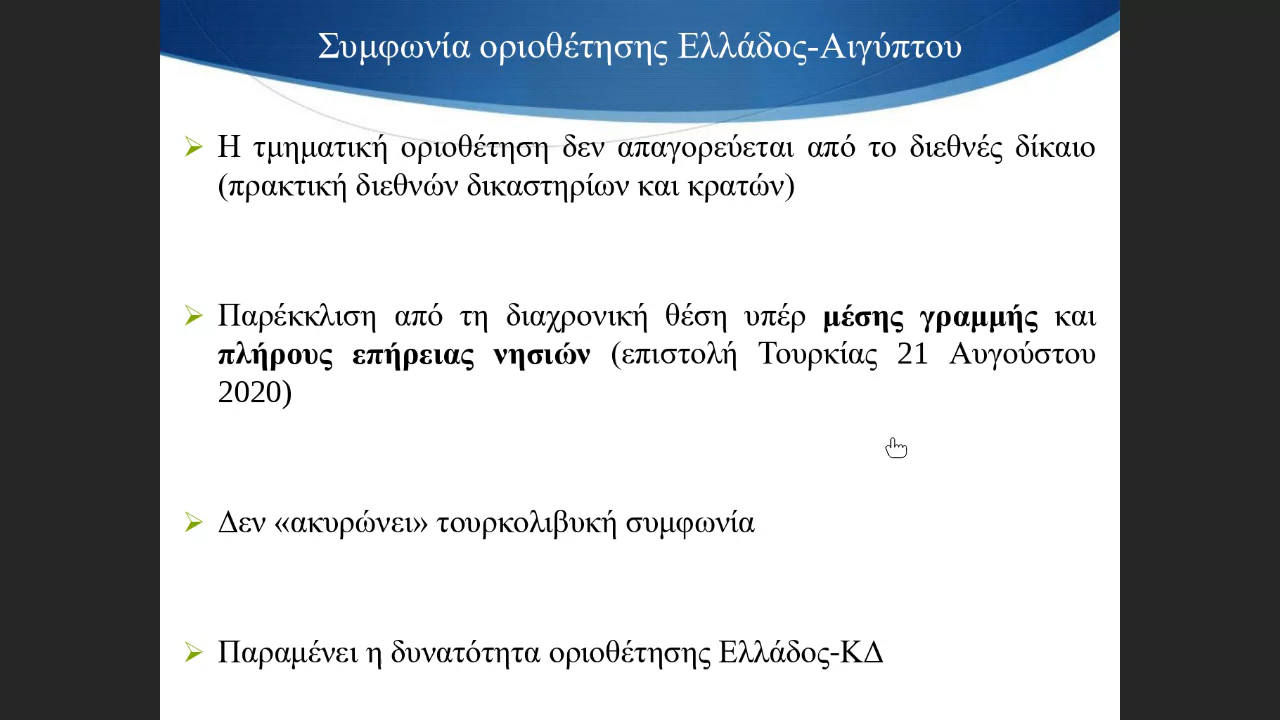 Συμφωνία οριοθέτησης Ελλάδος-Αιγύπτου
Η τμηματική οριοθέτηση δεν απαγορεύεται από το διεθνές δίκαιο
(πρακτική διεθνών δικαστηρίων και κρατών)
Παρέκκλιση από τη διαχρονική θέση υπέρ μέσης γραμμής και
πλήρους επήρειας νησιών (επιστολή Τουρκίας 21 Αυγούστου
2020)
Δεν «ακυρώνει» τουρκολιβυκή συμφωνία
Παραμένει η δυνατότητα οριοθέτησης Ελλάδος-ΚΔ